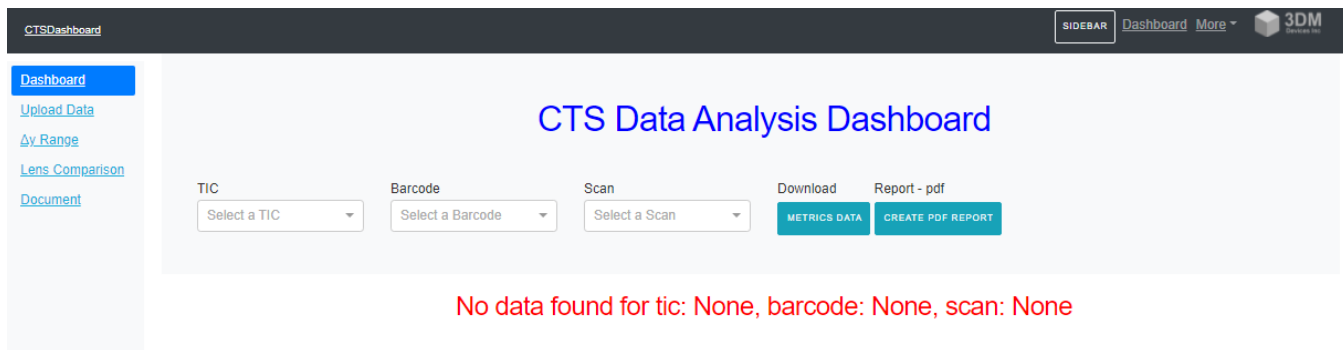 CTSDashboard
SIDEBAR Dashboard More
3DM
Devices Inc
Dashboard
Upload Data
Δy Range
Lens Comparison
Document
CTS Data Analysis Dashboard
TIC Barcode Scan Download Report - pdf
Select a TIC Select a Barcode Select a Scan METRICS DATA CREATE PDF REPORT
No data found for tic: None, barcode: None, scan: None